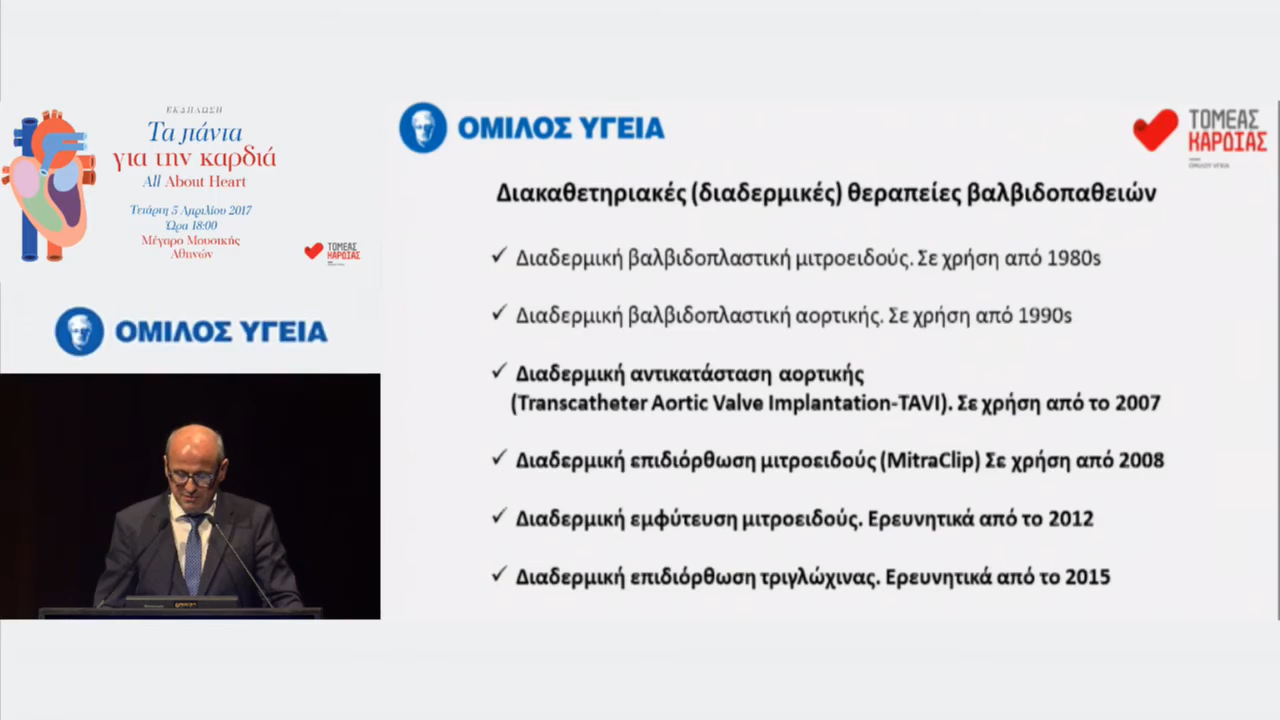 ΕΚΔΗΛΩΣΗ
Τα πάντα
για την καρδιά
All About Heart
Τετάρτη 5 Απριλίου 2017
Ώρα 18:00
Μέγαρο Μουσικής
Αθηνών
ΤΟΜΕΑΣ
ΚΑΡΔΙΑΣ
ΟΜΙΛΟΣ ΥΓΕΙΑ
ΟΜΙΛΟΣ ΥΓΕΙΑ
ΤΟΜΕΑΣ
ΚΑΡΔΙΑΣ
ΟΜΙΛΟΥ ΥΓΕΙΑ
Διακαθετηριακές (διαδερμικές) θεραπείες βαλβιδοπαθειών
✓ Διαδερμική βαλβιδοπλαστική μιτροειδούς. Σε χρήση από 1980s
✓ Διαδερμική βαλβιδοπλαστική αορτικής. Σε χρήση από 1990s
✓ Διαδερμική αντικατάσταση αορτικής
(Transcatheter Aortic Valve Implantation-TAVI). Σε χρήση από το 2007
✓ Διαδερμική επιδιόρθωση μιτροειδούς (MitraClip) Σε χρήση από 2008
✓ Διαδερμική εμφύτευση μιτροειδούς. Ερευνητικά από το 2012
✓ Διαδερμική επιδιόρθωση τριγλώχινας. Ερευνητικά από το 2015